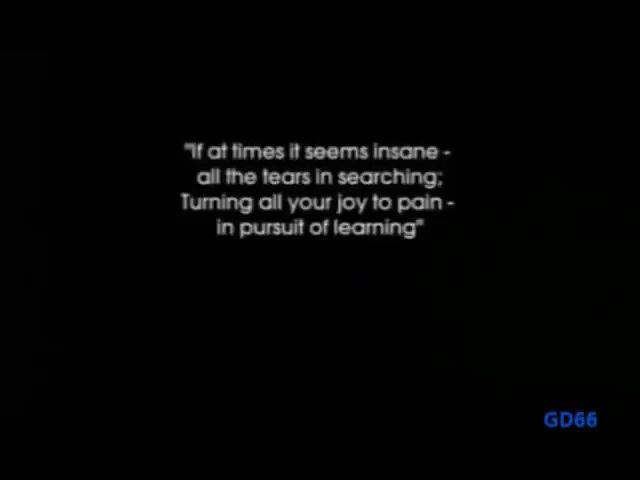 "If at times it seems insane -
all the tears in searching;
Turning all your joy to pain -
in pursuit of learning"
GD66